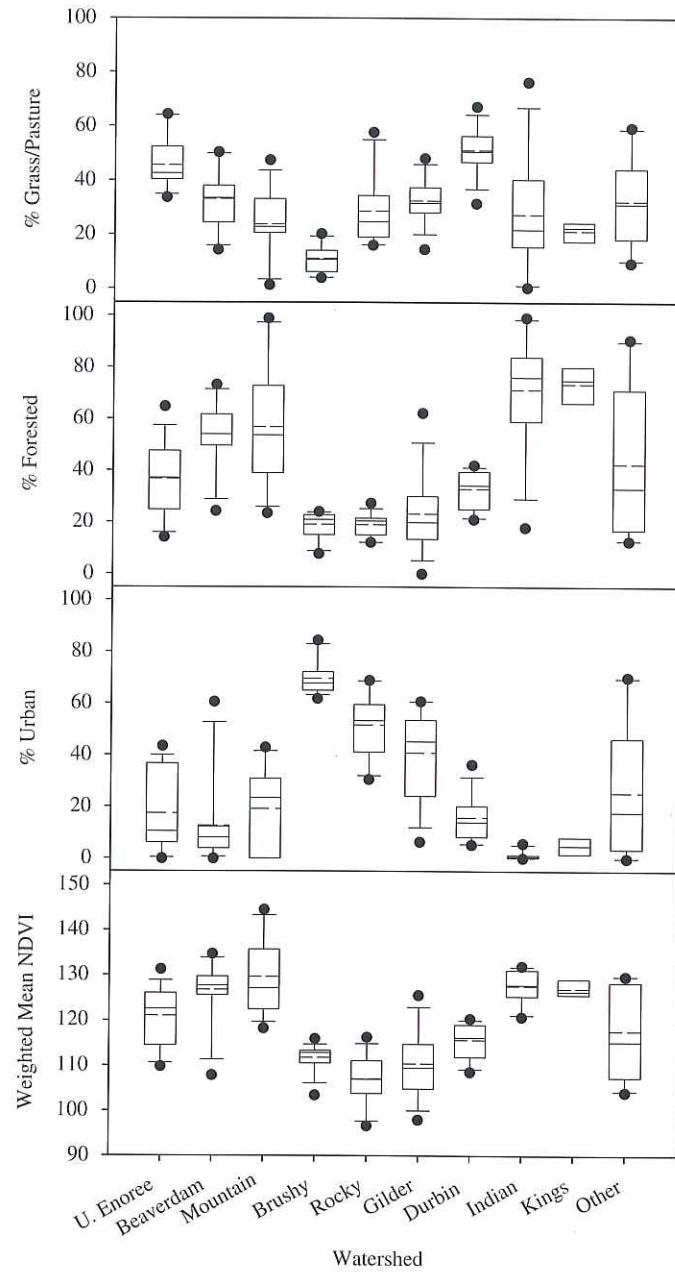 100
80
60
40
20
0
% Grass/Pasture
100
80
60
40
20
0
% Forested
100
80
60
40
20
0
% Urban
150
140
130
120
110
100
90
Weighted Mean NDVI
U. Enoree
Beaverdam
Mountain
Brushy
Rocky
Gilder
Durbin
Indian
Kings
Other
Watershed